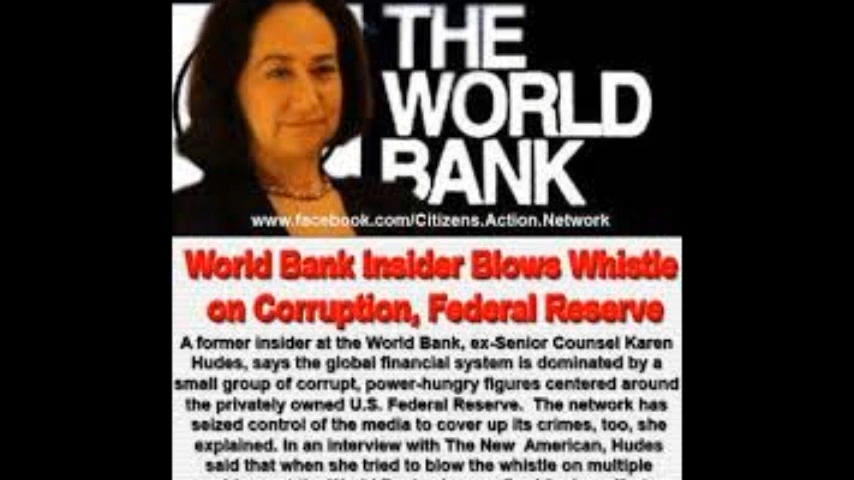 THE
WORLD
BANK
www.facebook.com/Citizens.Action.Network
World Bank Insider Blows Whistle
on Corruption, Federal Reserve
A former insider at the World Bank, ex-Senior Counsel Karen
Hudes, says the global financial system is dominated by a
small group of corrupt, power-hungry figures centered around
the privately owned U.S. Federal Reserve. The network has
seized control of the media to cover up its crimes, too, she
explained. In an interview with The New American, Hudes
said that when she tried to blow the whistle on multiple